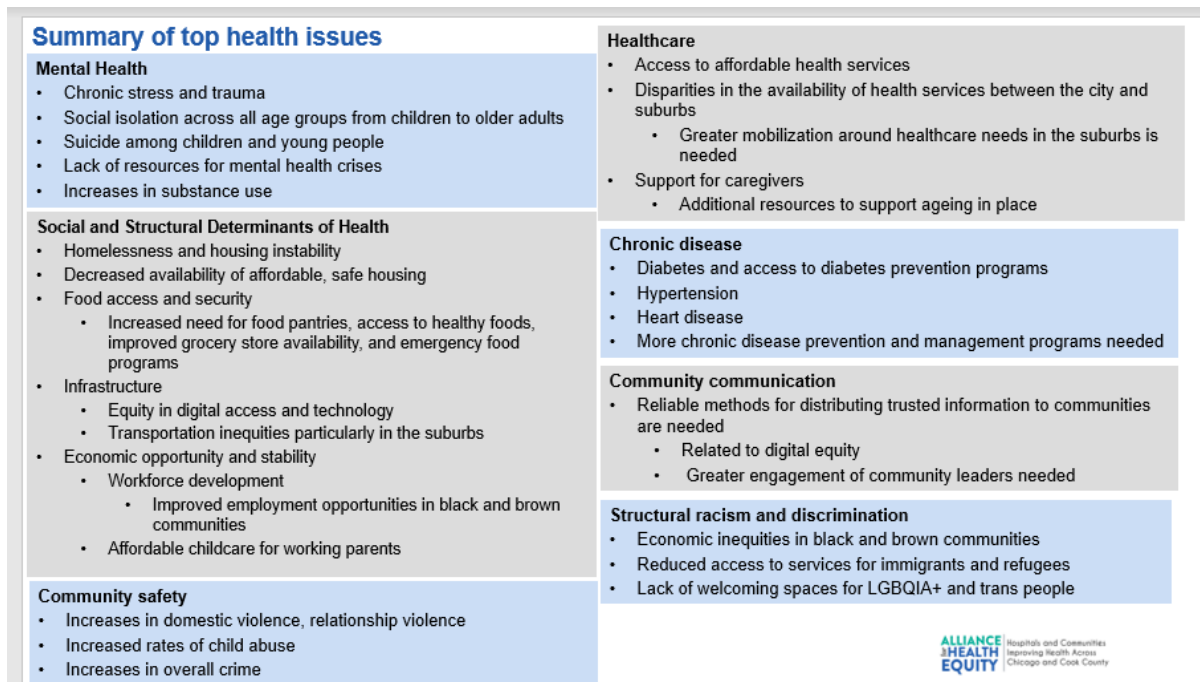 Summary of top health issues
Mental Health
• Chronic stress and trauma
• Social isolation across all age groups from children to older adults
• Suicide among children and young people
• Lack of resources for mental health crises
• Increases in substance use
Social and Structural Determinants of Health
• Homelessness and housing instability
• Decreased availability of affordable, safe housing
• Food access and security
• Increased need for food pantries, access to healthy foods,
improved grocery store availability, and emergency food
programs
• Infrastructure
• Equity in digital access and technology
• Transportation inequities particularly in the suburbs
• Economic opportunity and stability
• Workforce development
• Improved employment opportunities in black and brown
communities
• Affordable childcare for working parents
Community safety
• Increases in domestic violence, relationship violence
• Increased rates of child abuse
• Increases in overall crime
Healthcare
• Access to affordable health services
• Disparities in the availability of health services between the city and
suburbs
• Greater mobilization around healthcare needs in the suburbs is
needed
• Support for caregivers
• Additional resources to support ageing in place
Chronic disease
• Diabetes and access to diabetes prevention programs
• Hypertension
• Heart disease
• More chronic disease prevention and management programs needed
Community communication
• Reliable methods for distributing trusted information to communities
are needed
• Related to digital equity
• Greater engagement of community leaders needed
Structural racism and discrimination
• Economic inequities in black and brown communities
• Reduced access to services for immigrants and refugees
• Lack of welcoming spaces for LGBQIA+ and trans people
ALLIANCE
for HEALTH
EQUITY
Hospitals and Communities
Improving Health Across
Chicago and Cook County